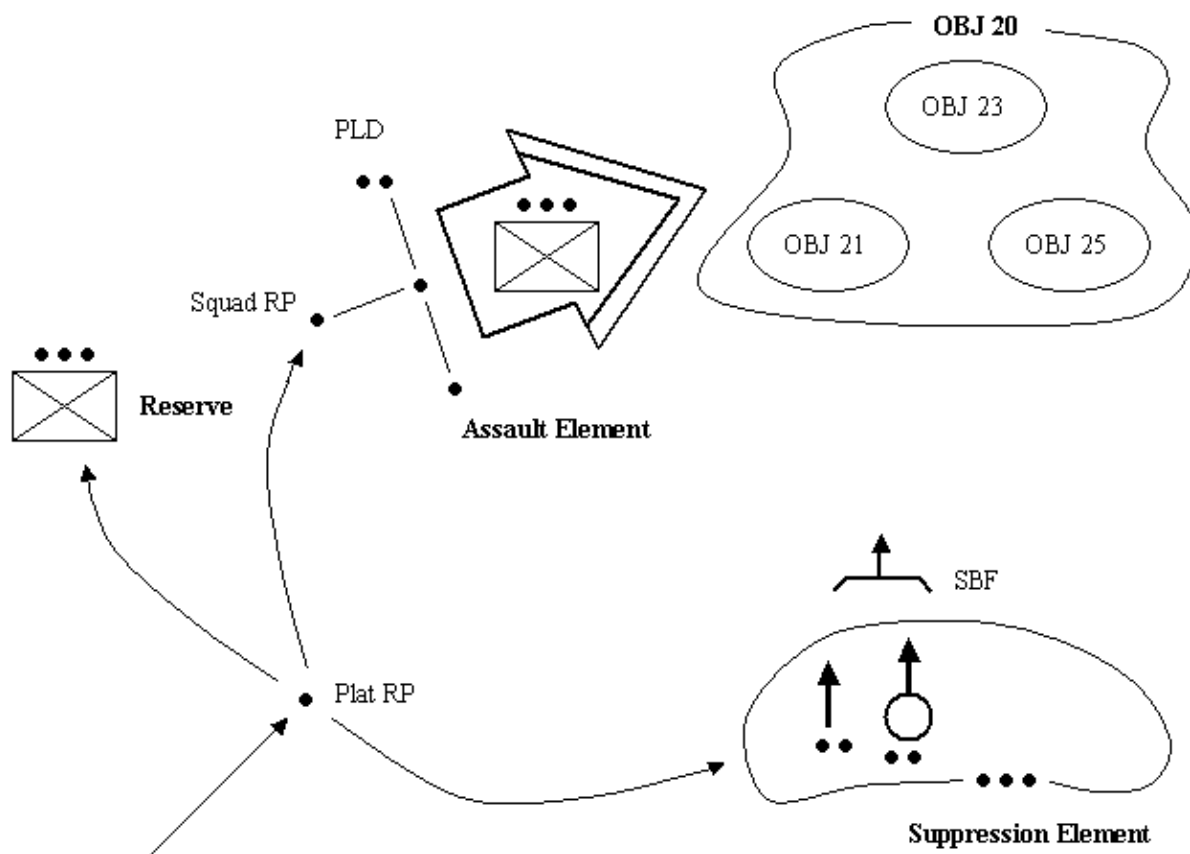 OBJ 20
OBJ 23
PLD
OBJ 21
OBJ 25
Squad RP
Reserve
Assault Element
SBF
Plat RP
Suppression Element